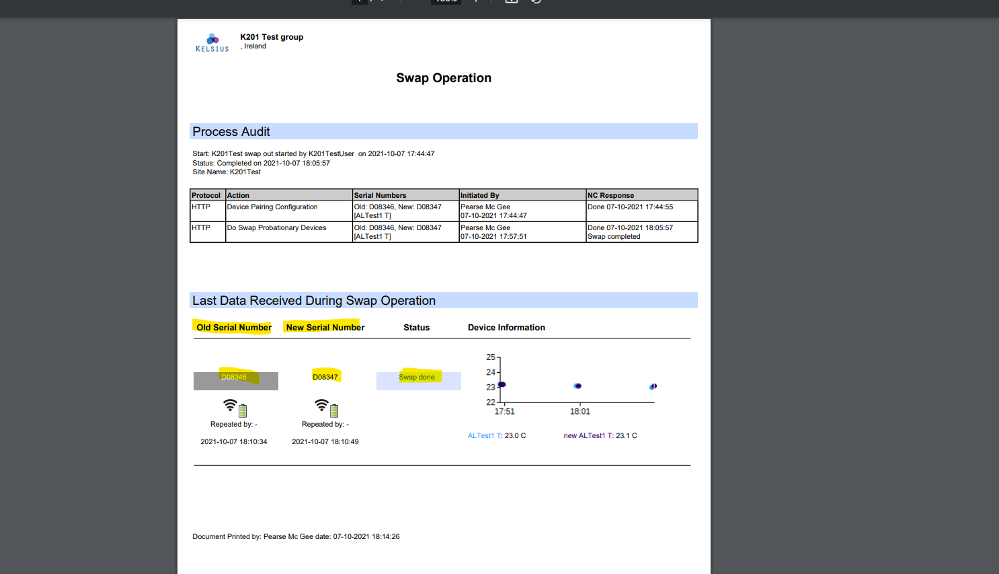 KELSIUS
K201 Test group
, Ireland
Swap Operation
Process Audit
Start: K201Test swap out started by K201TestUser on 2021-10-07 17:44:47
Status: Completed on 2021-10-07 18:05:57
Site Name: K201Test
Protocol Action Serial Numbers Initiated By NC Response
HTTP Device Pairing Configuration Old: D08346, New: D08347 Pearse Mc Gee Done 07-10-2021 17:44:55
[ALTest1 T] 07-10-2021 17:44:47
HTTP Do Swap Probationary Devices Old: D08346, New: D08347 Pearse Mc Gee Done 07-10-2021 18:05:57
[ALTest1 T] 07-10-2021 17:57:51 Swap completed
Last Data Received During Swap Operation
Old Serial Number New Serial Number Status Device Information
25
24
D08346 D08347 Swap done
23
22
17:51 18:01
Repeated by: - Repeated by: -
ALTest1 T: 23.0 C new ALTest1 T: 23.1 C
2021-10-07 18:10:34 2021-10-07 18:10:49
Document Printed by: Pearse Mc Gee date: 07-10-2021 18:14:26